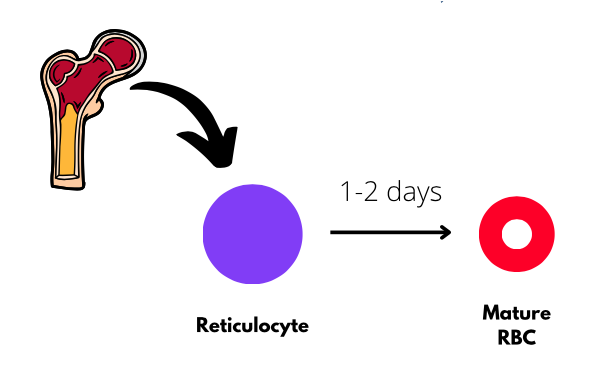 1-2 days
Reticulocyte
Mature
RBC